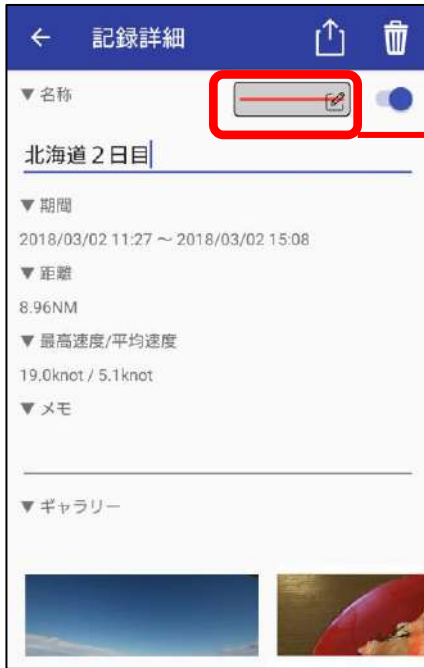 記録詳細
▼ 名称
北海道２日目
▼ 期間
2018/03/02 11:27 ～ 2018/03/02 15:08
▼ 距離
8.96NM
▼ 最高速度/平均速度
19.0knot / 5.1knot
▼ メモ
▼ ギャラリー